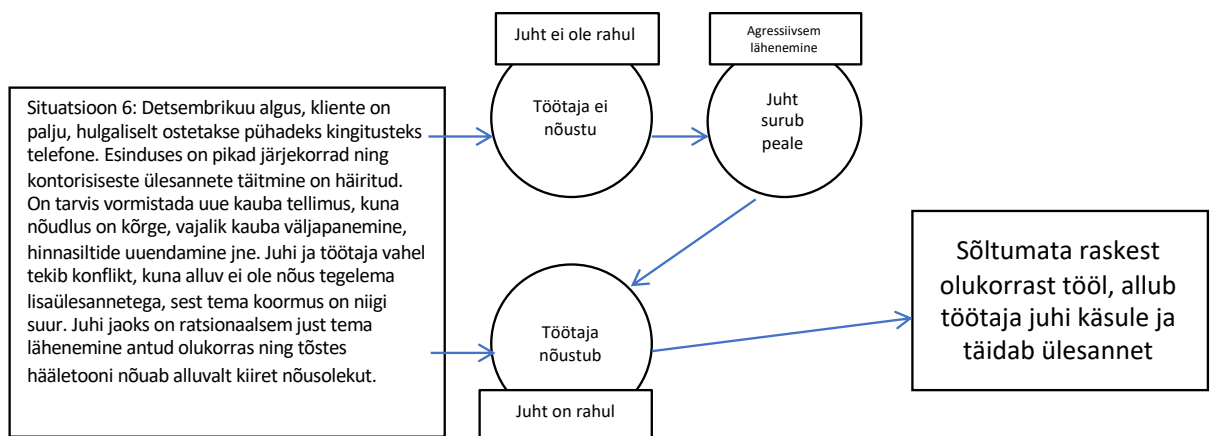 Situatsioon 6: Detsembrikuu algus, kliente on
palju, hulgaliselt ostetakse pühadeks kingitusteks
telefone. Esinduses on pikad järjekorrad ning
kontorisiseste ülesannete täitmine on häiritud.
On tarvis vormistada uue kauba tellimus, kuna
nõudlus on kõrge, vajalik kauba väljapanemine,
hinnasiltide uuendamine jne. Juhi ja töötaja vahel
tekib konflikt, kuna alluv ei ole nõus tegelema
lisaülesannetega, sest tema koormus on niigi
suur. Juhi jaoks on ratsionaalsem just tema
lähenemine antud olukorras ning tõstes
hääletooni nõuab alluvalt kiiret nõusolekut.
Juht ei ole rahul
Töötaja ei
nõustu
Agressiivsem
lähenemine
Juht
surub
peale
Töötaja
nõustub
Juht on rahul
Sõltumata raskest
olukorrast tööl, allub
töötaja juhi käsule ja
täidab ülesannet